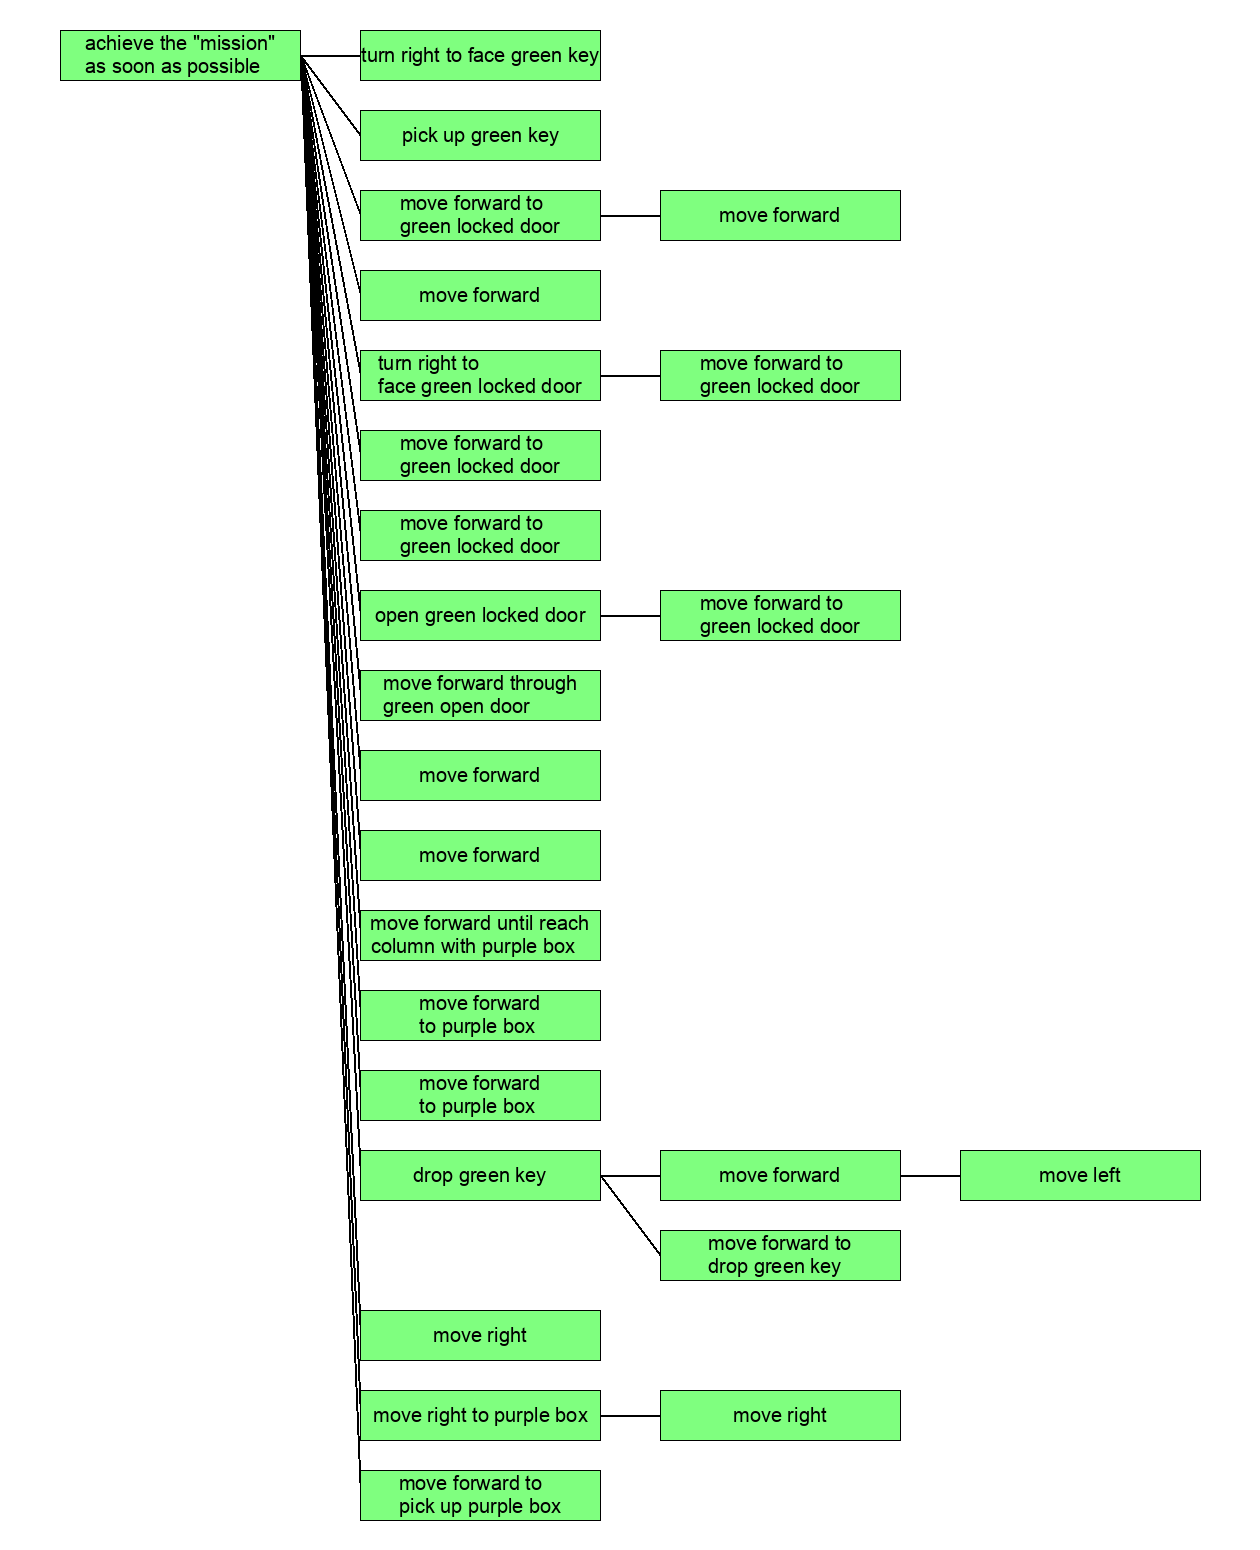 achieve the "mission"
as soon as possible
turn right to face green key
pick up green key
move forward to
green locked door
move forward
move forward
turn right to
face green locked door
move forward to
green locked door
move forward to
green locked door
move forward to
green locked door
open green locked door
move forward to
green locked door
move forward through
green open door
move forward
move forward
move forward until reach
column with purple box
move forward
to purple box
move forward
to purple box
drop green key
move forward
move left
move forward to
drop green key
move right
move right to purple box
move right
move forward to
pick up purple box